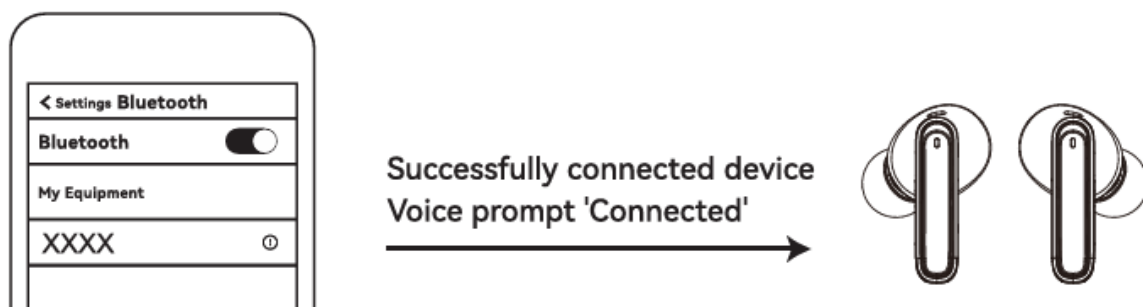 Settings Bluetooth
Bluetooth
My Equipment
XXXX
Successfully connected device
Voice prompt 'Connected'